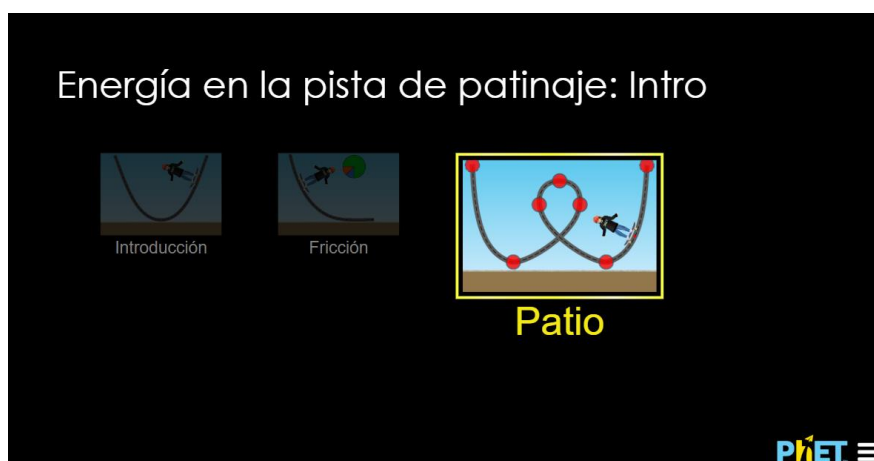 Energía en la pista de patinaje: Intro
Introducción
Fricción
Patio
PhET